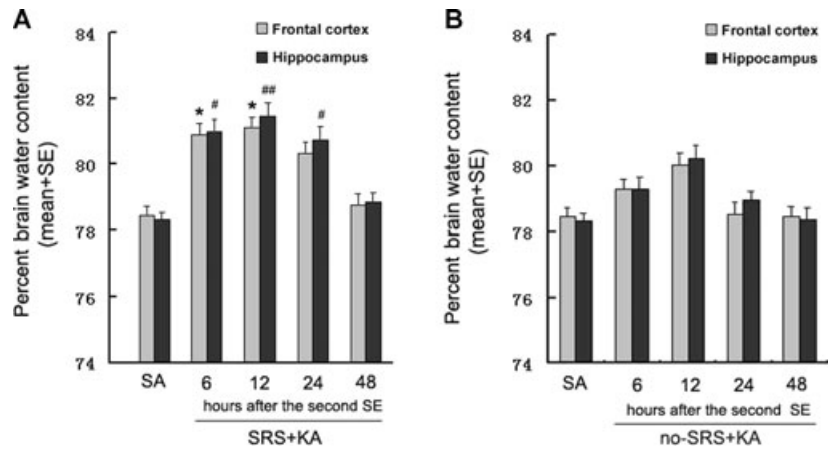 A
Percent brain water content
(mean+SE)
84
82
80
78
76
74
Frontal cortex
Hippocampus
* # * ## #
SA 6 12 24 48
hours after the second SE
SRS+KA
B
Percent brain water content
(mean+SE)
84
82
80
78
76
74
Frontal cortex
Hippocampus
SA 6 12 24 48
hours after the second SE
no-SRS+KA